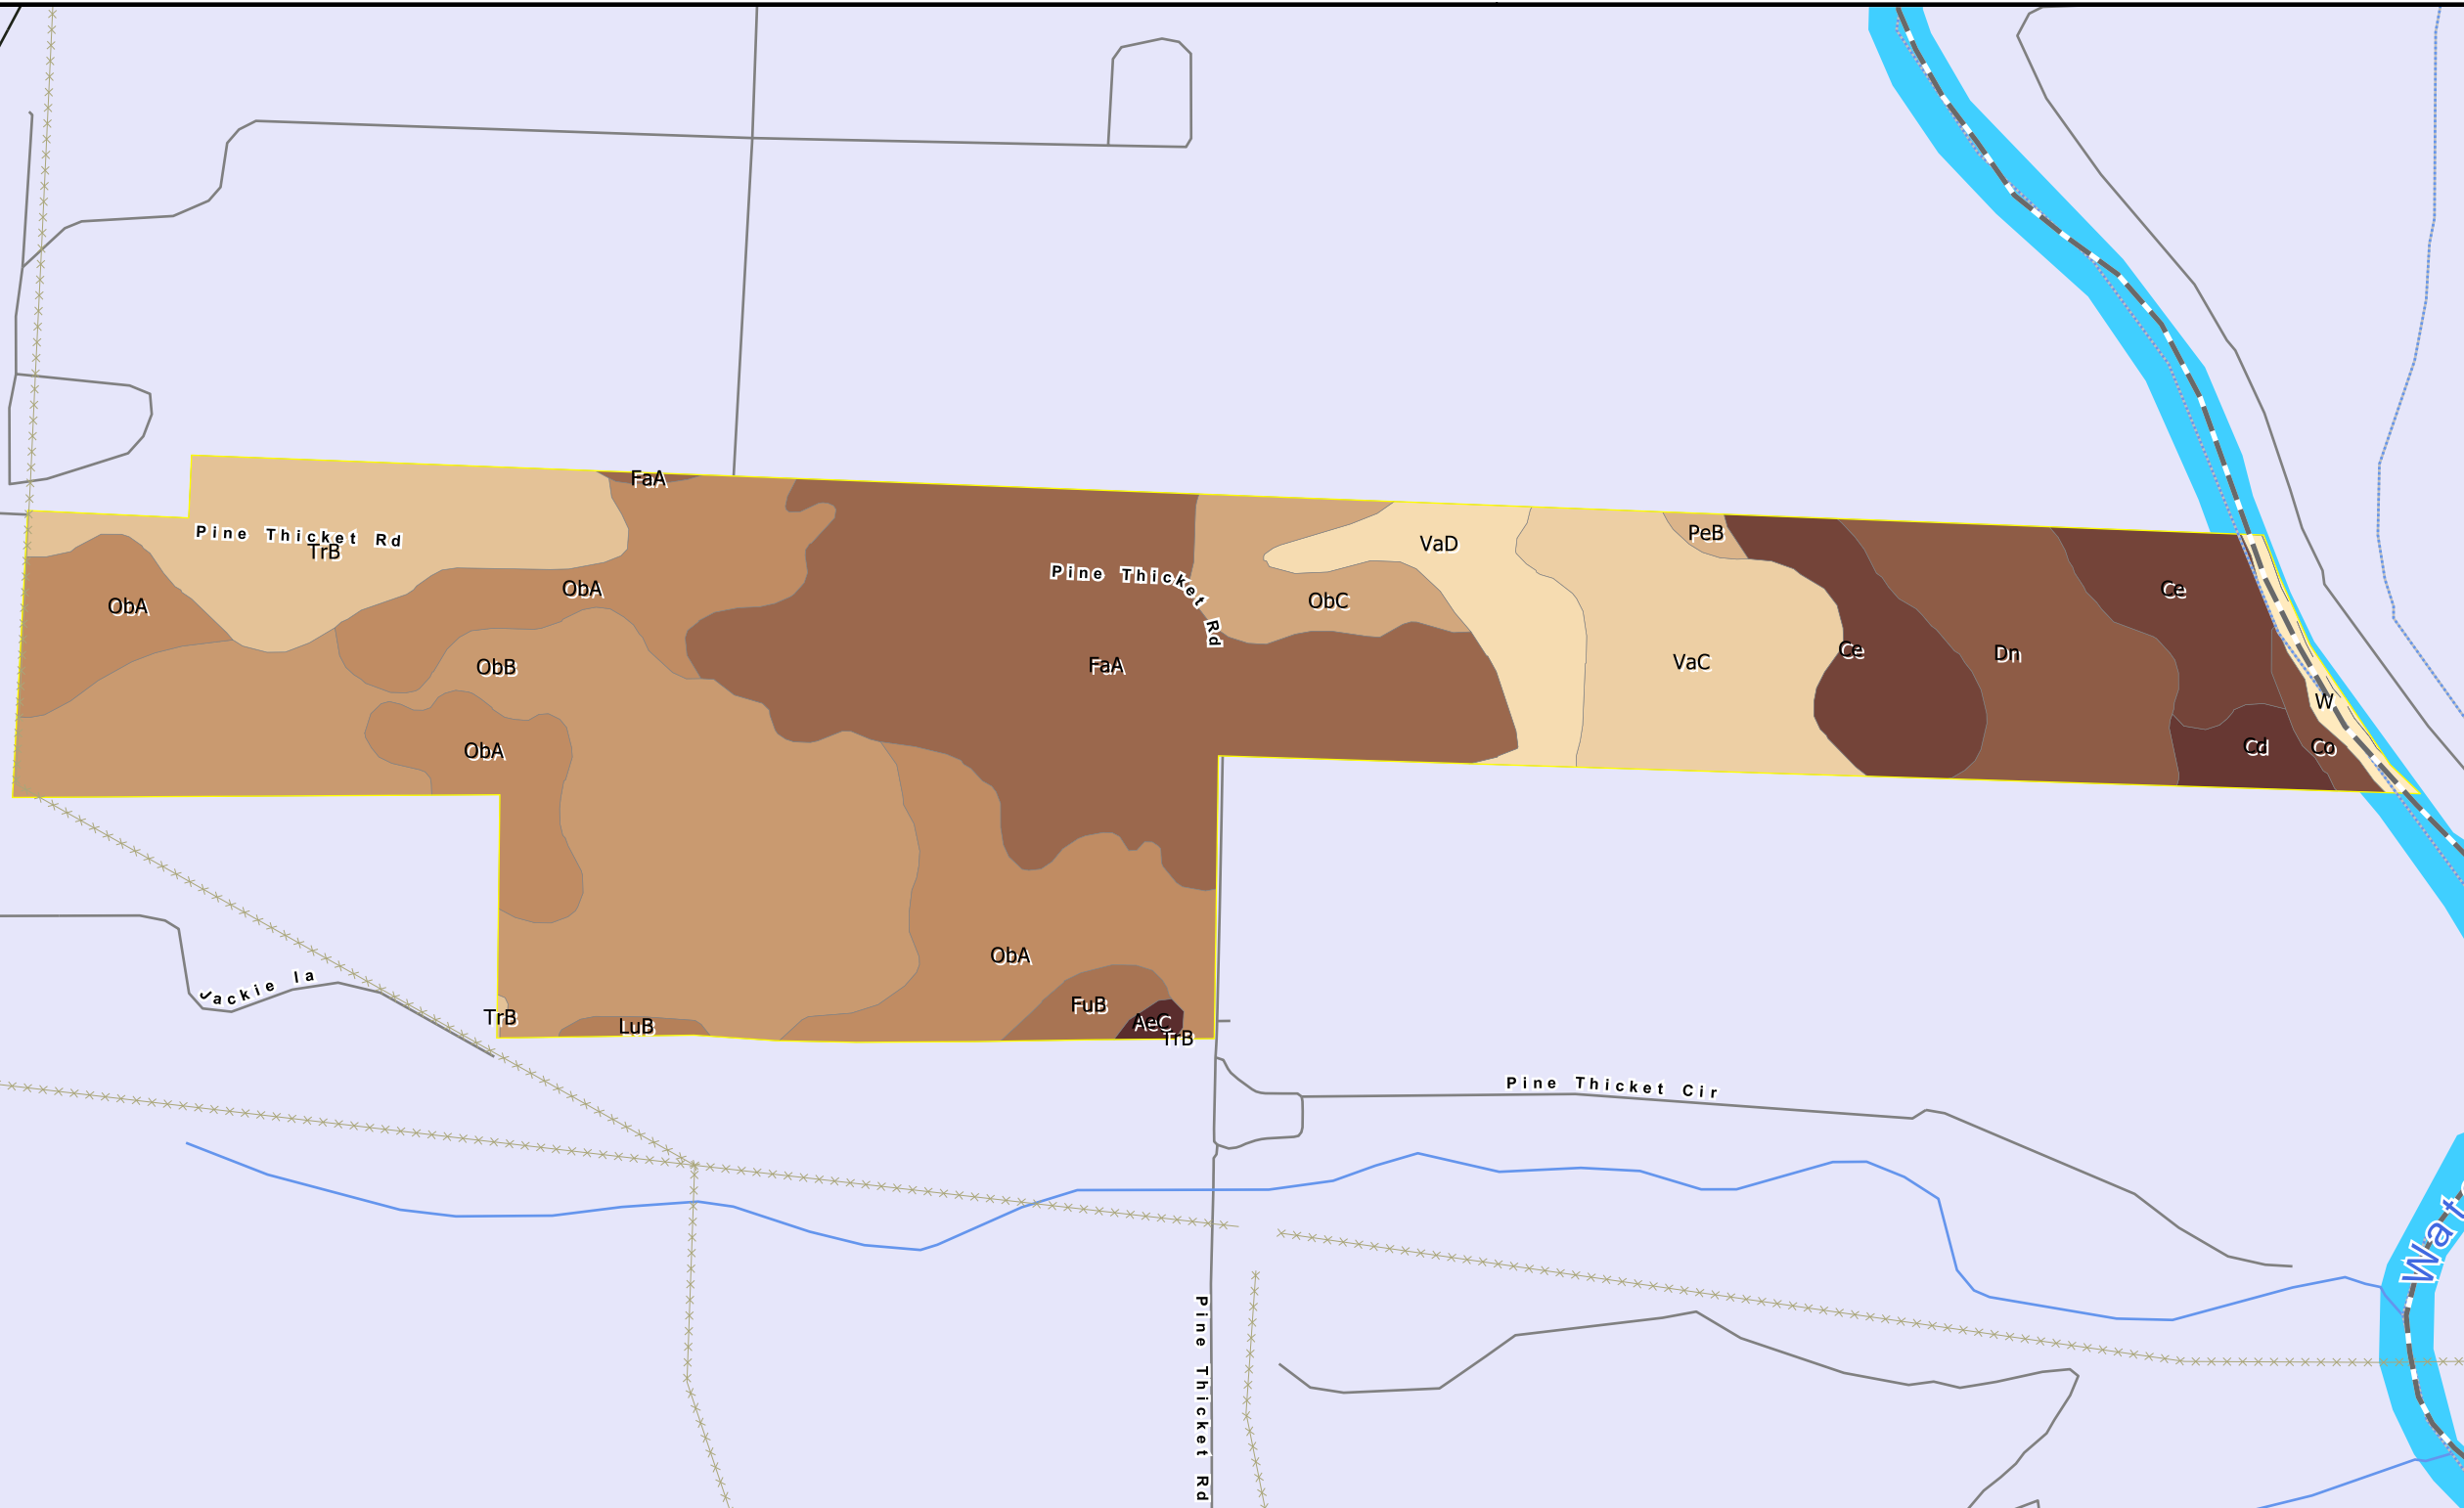 FaA
Pine Thicket Rd
TrB
VaD
PeB
Pine Thicket Rd
ObA
ObA
ObC
Ce
ObB
FaA
VaC
Ce
Dn
W
ObA
Cd
Co
ObA
Jackie la
TrB
LuB
FuB
AeC
TrB
Pine Thicket Cir
Pine Thicket Rd